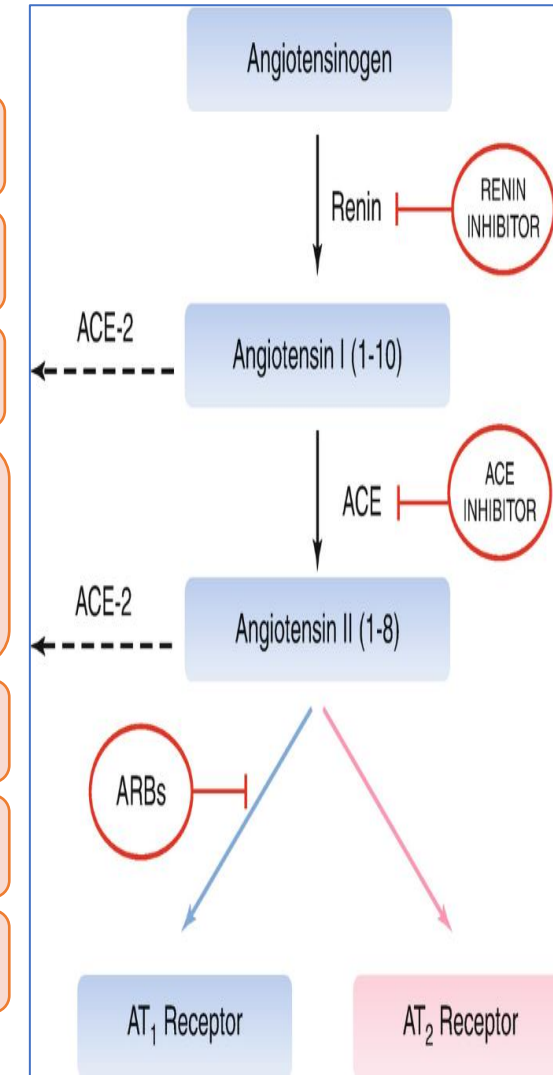 Angiotensinogen
Renin
RENIN
INHIBITOR
ACE-2
Angiotensin I (1-10)
ACE
ACE
INHIBITOR
ACE-2
Angiotensin II (1-8)
ARBs
AT₁ Receptor
AT₂ Receptor